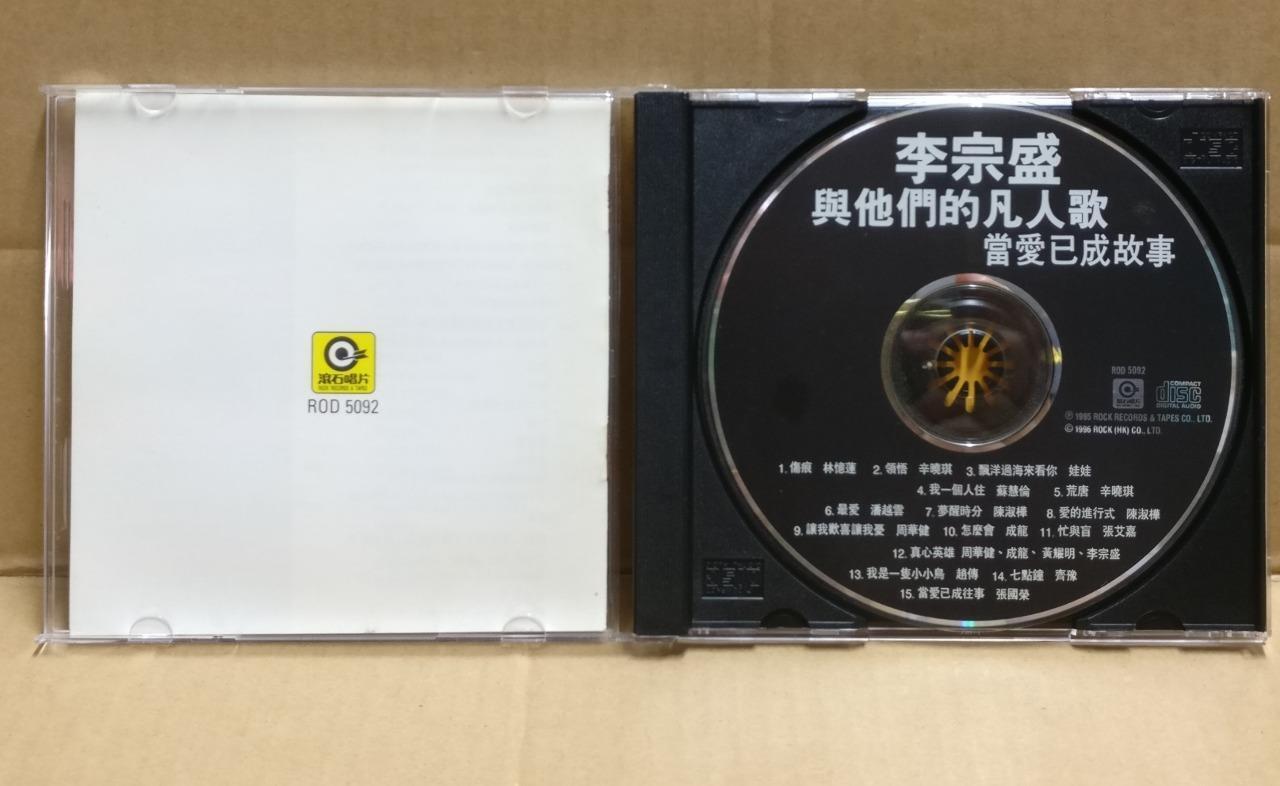 滾石唱片
ROCK RECORDS & TAPES
ROD 5092
李宗盛
與他們的凡人歌
當愛已成故事
ROD 5092
滾石唱片
COMPACT
disc
DIGITAL AUDIO
℗ 1995 ROCK RECORDS & TAPES CO., LTD.
© 1996 ROCK (HK) CO., LTD.
1. 傷痕 林憶蓮 2. 領悟 辛曉琪 3. 飄洋過海來看你 娃娃
4. 我一個人住 蘇慧倫 5. 荒唐 辛曉琪
6. 最愛 潘越雲 7. 夢醒時分 陳淑樺 8. 愛的進行式 陳淑樺
9. 讓我歡喜讓我憂 周華健 10. 怎麼會 成龍 11. 忙與盲 張艾嘉
12. 真心英雄 周華健、成龍、黃耀明、李宗盛
13. 我是一隻小小鳥 趙傳 14. 七點鐘 齊豫
15. 當愛已成往事 張國榮